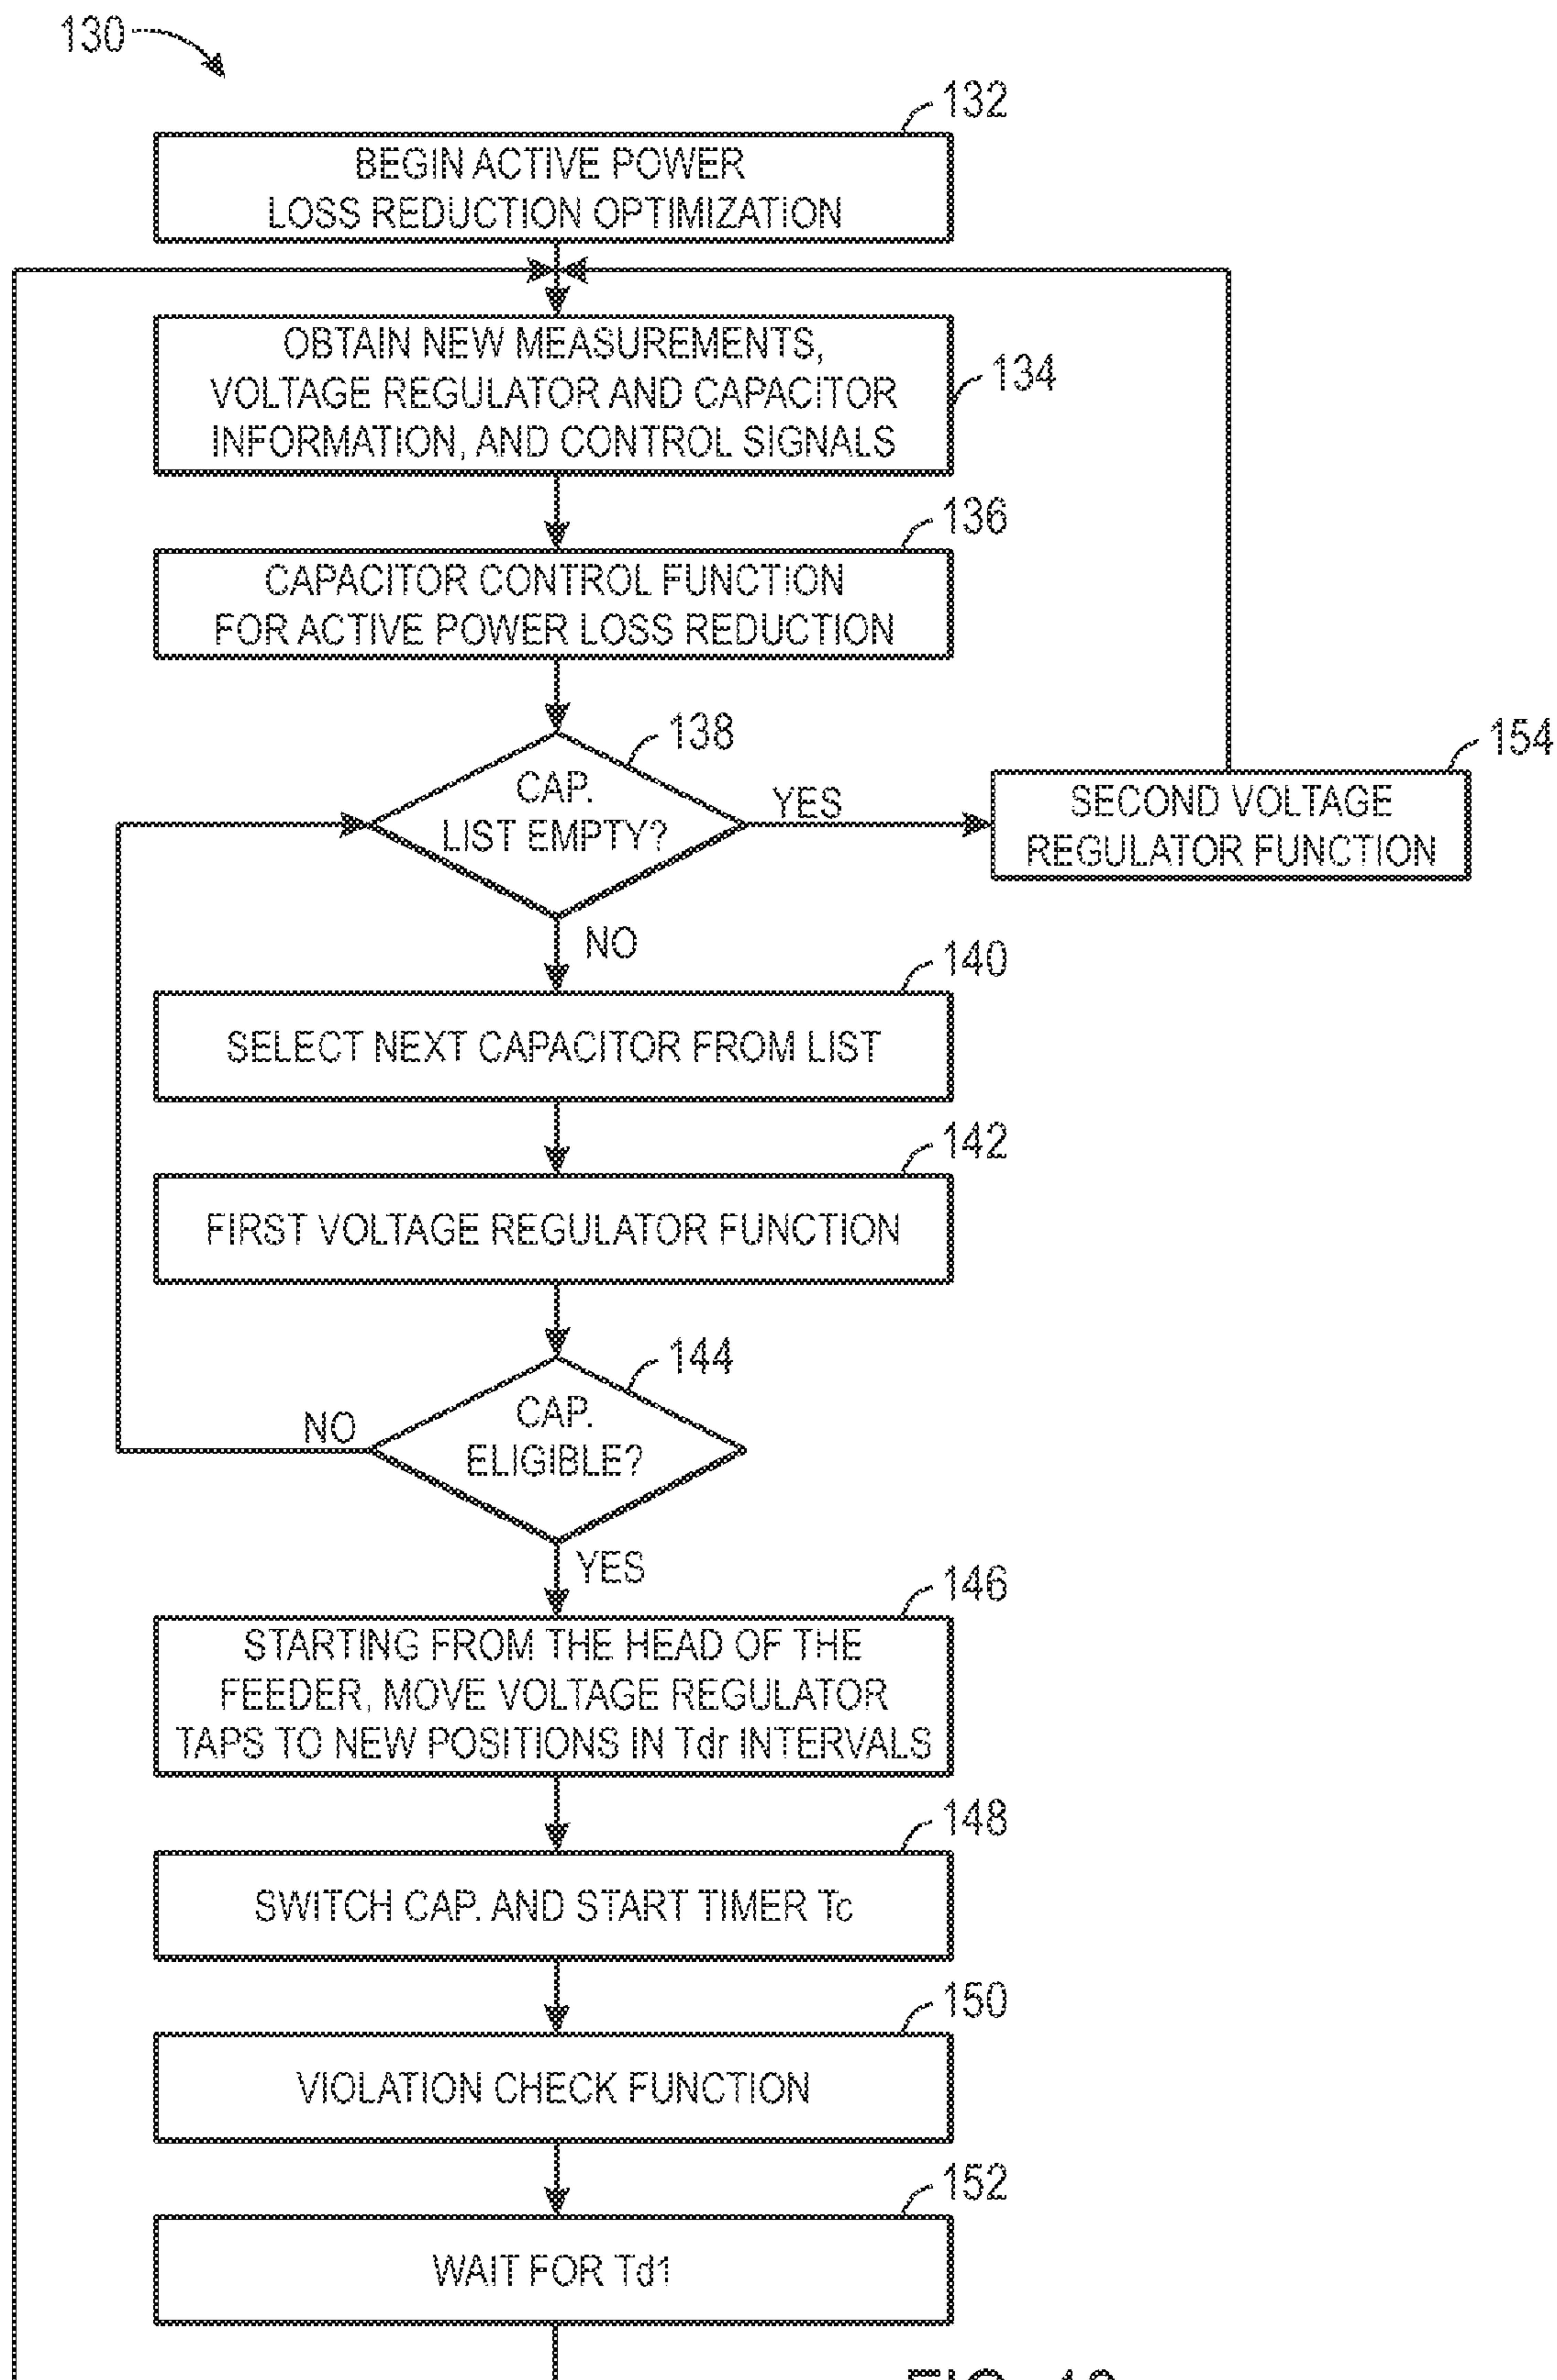 130
132
BEGIN ACTIVE POWER
LOSS REDUCTION OPTIMIZATION
OBTAIN NEW MEASUREMENTS,
VOLTAGE REGULATOR AND CAPACITOR
INFORMATION, AND CONTROL SIGNALS
134
136
CAPACITOR CONTROL FUNCTION
FOR ACTIVE POWER LOSS REDUCTION
138
CAP.
LIST EMPTY?
YES
154
SECOND VOLTAGE
REGULATOR FUNCTION
NO
140
SELECT NEXT CAPACITOR FROM LIST
142
FIRST VOLTAGE REGULATOR FUNCTION
144
CAP.
ELIGIBLE?
NO
YES
146
STARTING FROM THE HEAD OF THE
FEEDER, MOVE VOLTAGE REGULATOR
TAPS TO NEW POSITIONS IN Tdr INTERVALS
148
SWITCH CAP. AND START TIMER Tc
150
VIOLATION CHECK FUNCTION
152
WAIT FOR Td1